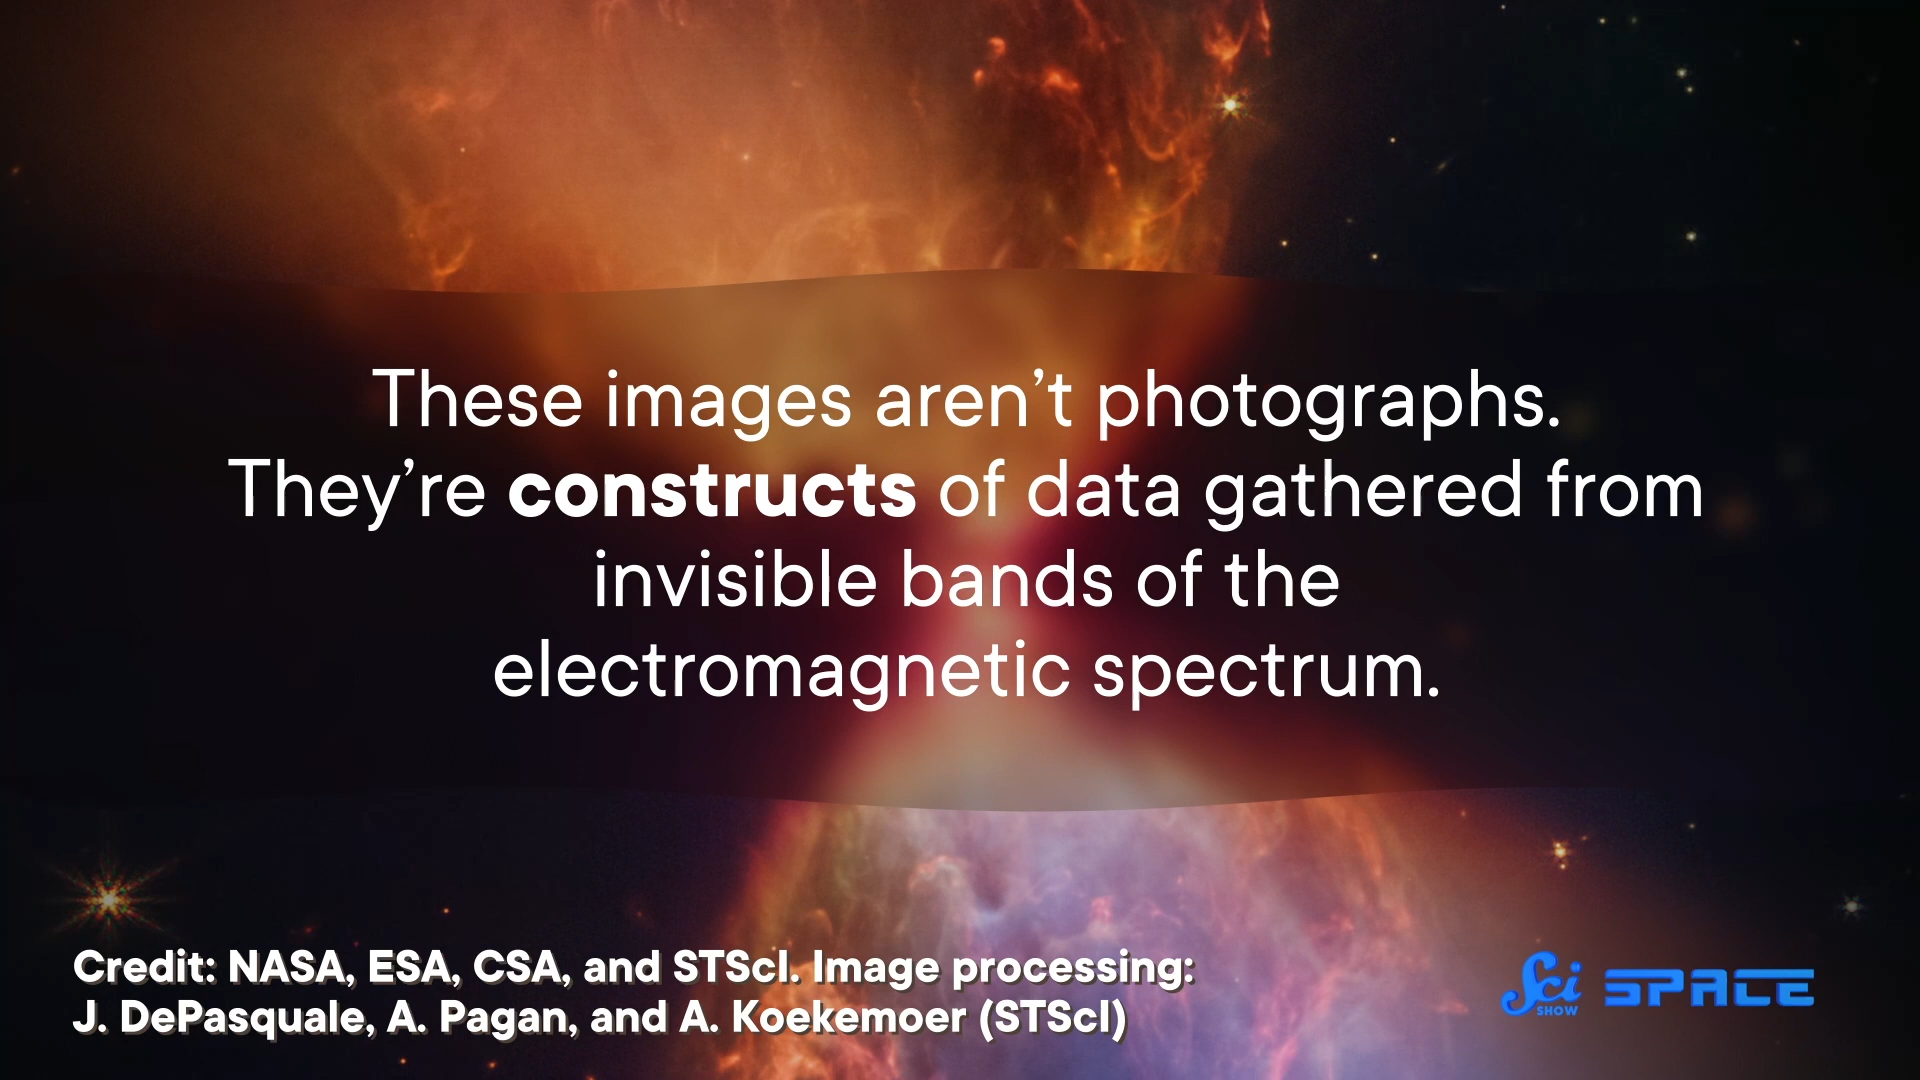 These images aren’t photographs.
They’re constructs of data gathered from
invisible bands of the
electromagnetic spectrum.
Credit: NASA, ESA, CSA, and STScI. Image processing:
J. DePasquale, A. Pagan, and A. Koekemoer (STScI)
Sci SPACE
SHOW